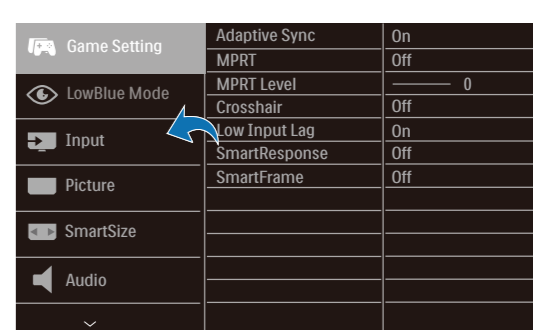 Game Setting
LowBlue Mode
Input
Picture
SmartSize
Audio
Adaptive Sync On
MPRT Off
MPRT Level 0
Crosshair Off
Low Input Lag On
SmartResponse Off
SmartFrame Off